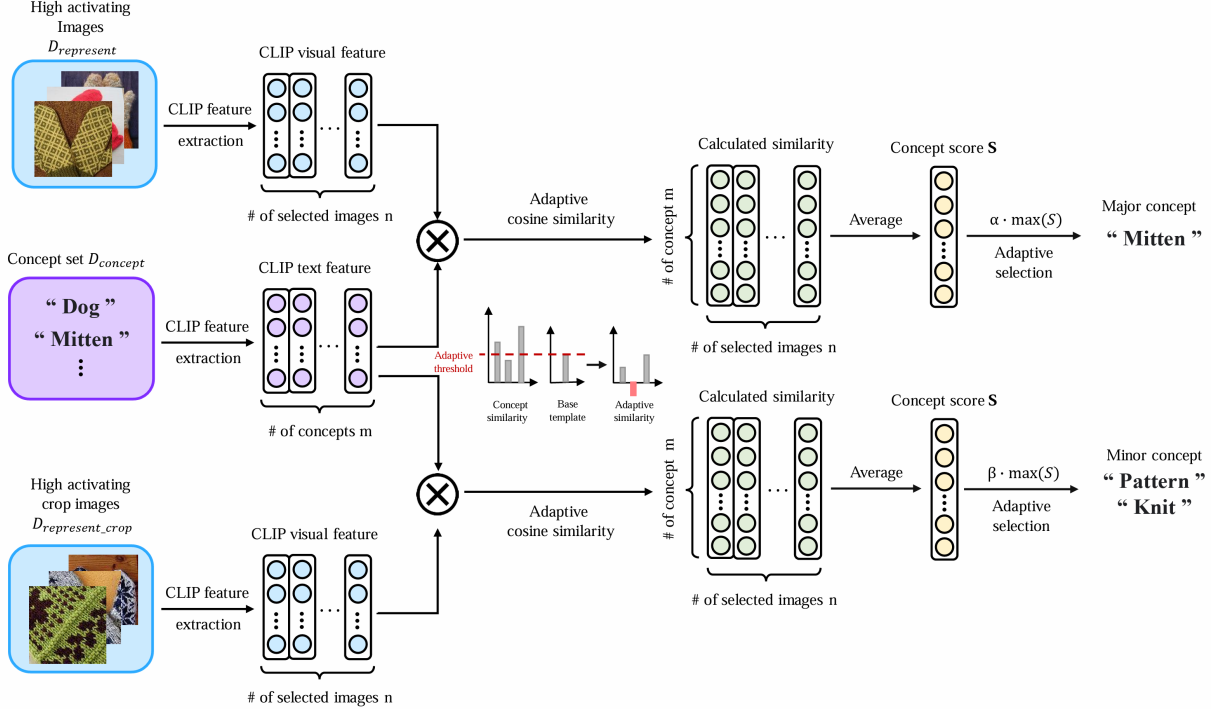 High activating
Images
D_represent
CLIP feature
extraction
CLIP visual feature
...
# of selected images n
Concept set D_concept
“ Dog ”
“ Mitten ”
CLIP feature
extraction
CLIP text feature
...
# of concepts m
High activating
crop images
D_represent_crop
CLIP feature
extraction
CLIP visual feature
...
# of selected images n
Adaptive
cosine similarity
Adaptive
threshold
Concept
similarity
Base
template
Adaptive
similarity
Adaptive
cosine similarity
Calculated similarity
# of concept m
...
# of selected images n
Average
Concept score S
α · max(S)
Adaptive
selection
Major concept
“ Mitten ”
Calculated similarity
# of concept m
...
# of selected images n
Average
Concept score S
β · max(S)
Adaptive
selection
Minor concept
“ Pattern ”
“ Knit ”